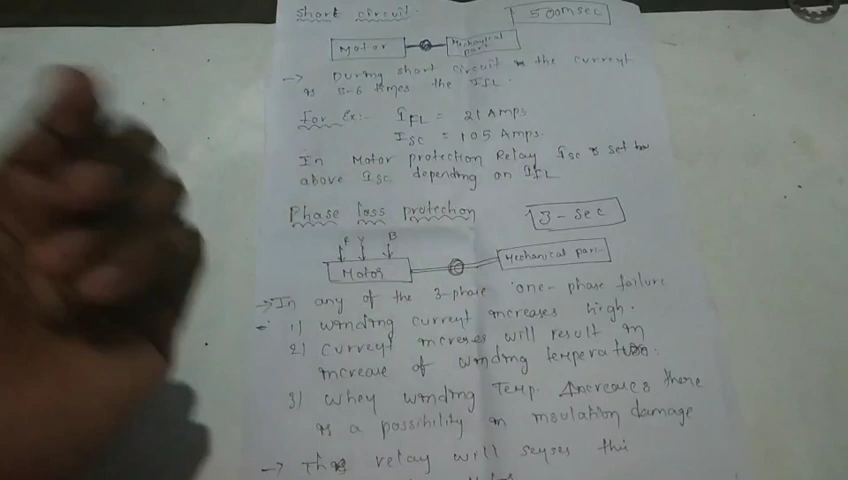 Short circuit.
500msec
Motor
Mechanical part
→ During short circuit the current
is 5-6 times the IFL.
For Ex:- IFL = 21 Amps
ISC = 105 Amps.
In Motor protection Relay ISC is set
above ISC depending on IFL
Phase loss protection
3-sec
R Y B
Motor
Mechanical part
→ In any of the 3-phase one-phase failure
1) winding current increases high.
2) Current increses will result in
increase of winding temperature.
3) When winding Temp. Increases there
is a possibility in insulation damage
→ This relay will senses this